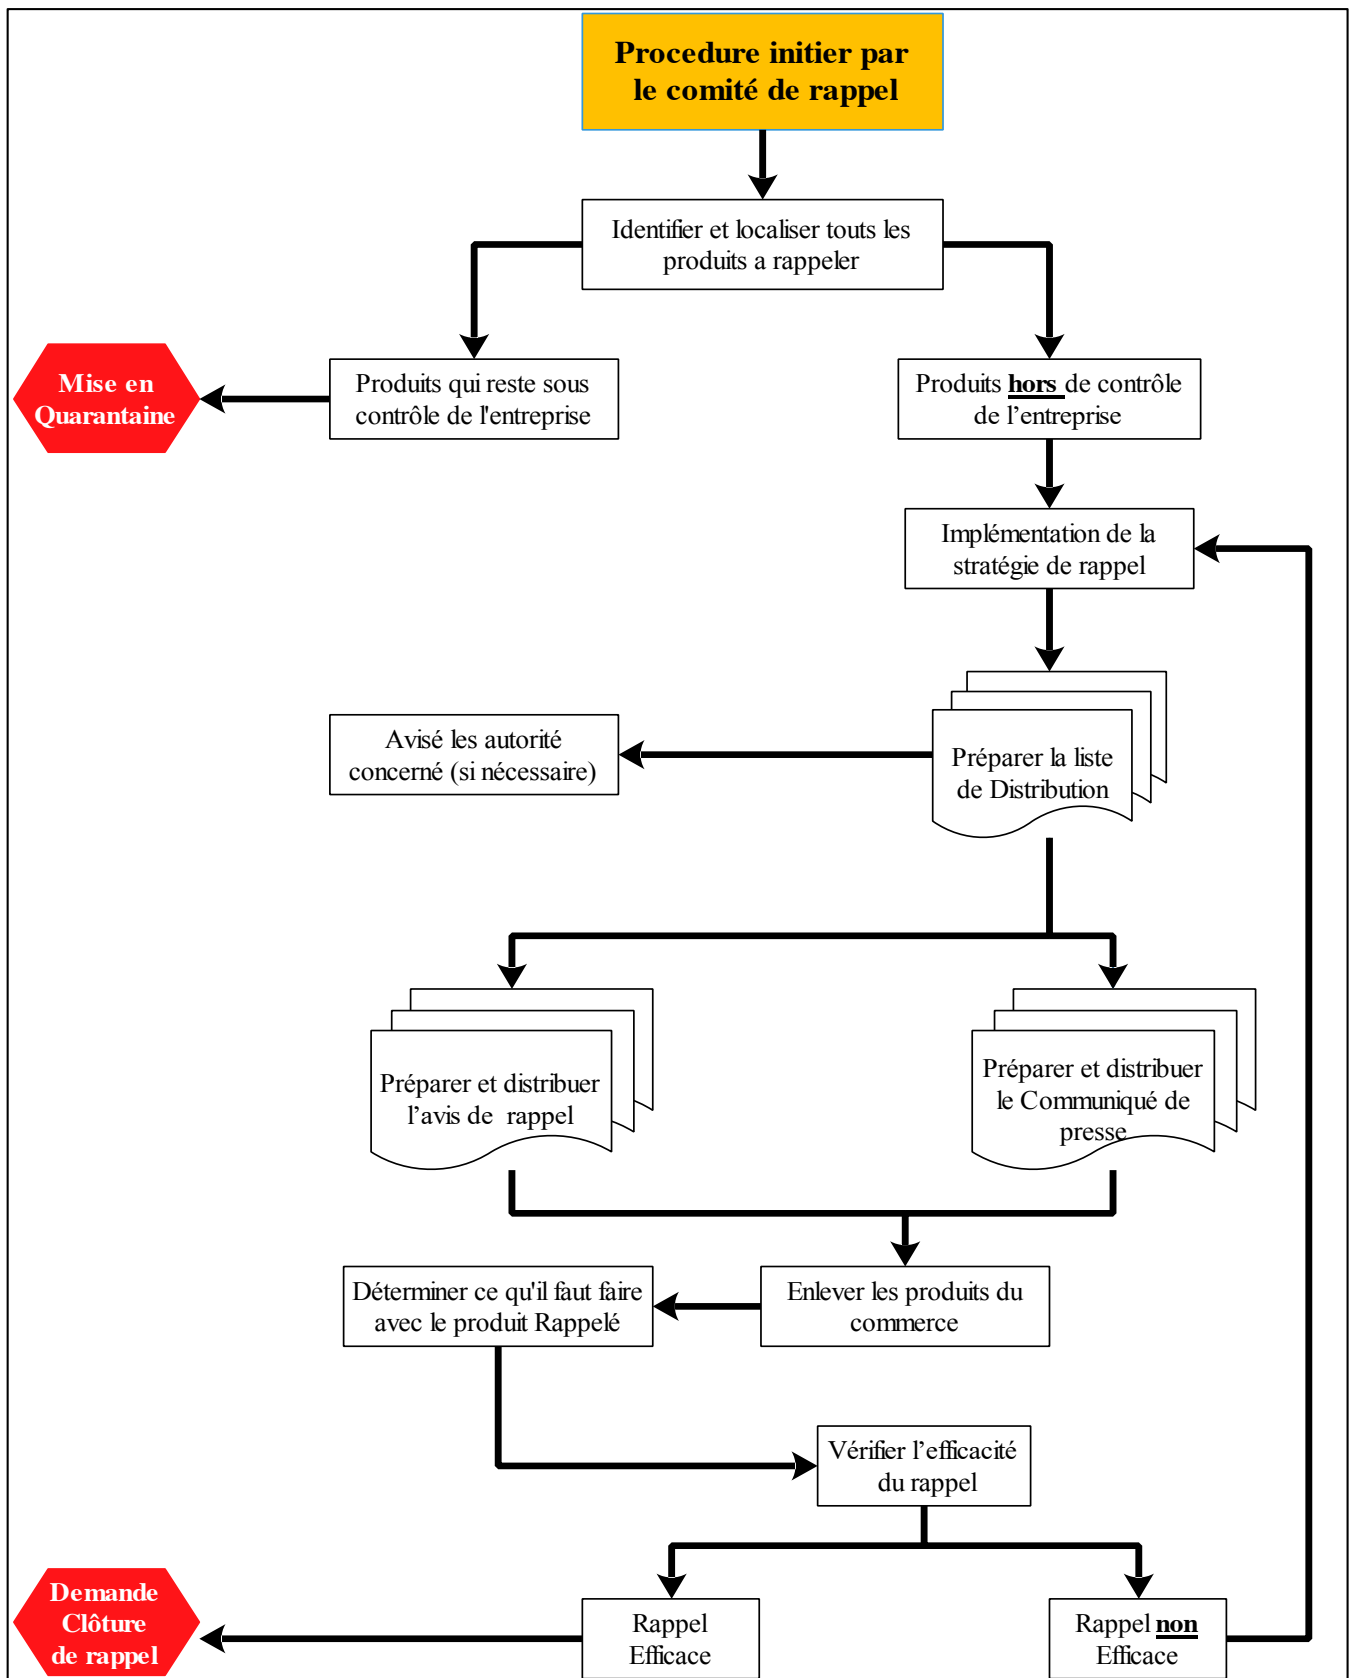 Procedure initier par
le comité de rappel
Identifier et localiser touts les
produits a rappeler
Mise en
Quarantaine
Produits qui reste sous
contrôle de l'entreprise
Produits hors de contrôle
de l’entreprise
Implémentation de la
stratégie de rappel
Avisé les autorité
concerné (si nécessaire)
Préparer la liste
de Distribution
Préparer et distribuer
l’avis de rappel
Préparer et distribuer
le Communiqué de
presse
Déterminer ce qu'il faut faire
avec le produit Rappelé
Enlever les produits du
commerce
Vérifier l’efficacité
du rappel
Demande
Clôture
de rappel
Rappel
Efficace
Rappel non
Efficace